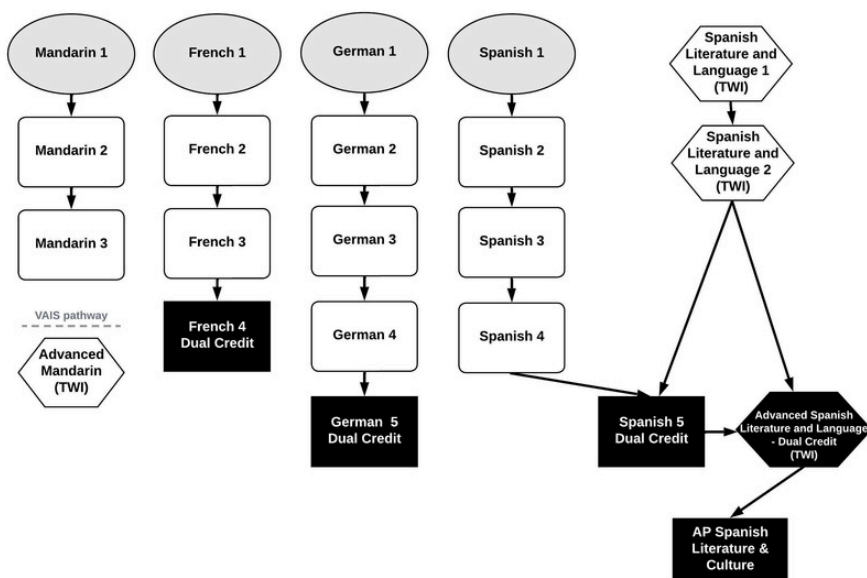 Mandarin 1
French 1
German 1
Spanish 1
Spanish
Literature and
Language 1
(TWI)
Mandarin 2
French 2
German 2
Spanish 2
Spanish
Literature and
Language 2
(TWI)
Mandarin 3
French 3
German 3
Spanish 3
VAIS pathway
Advanced
Mandarin
(TWI)
French 4
Dual Credit
German 4
Spanish 4
German 5
Dual Credit
Spanish 5
Dual Credit
Advanced Spanish
Literature and Language
- Dual Credit
(TWI)
AP Spanish
Literature &
Culture